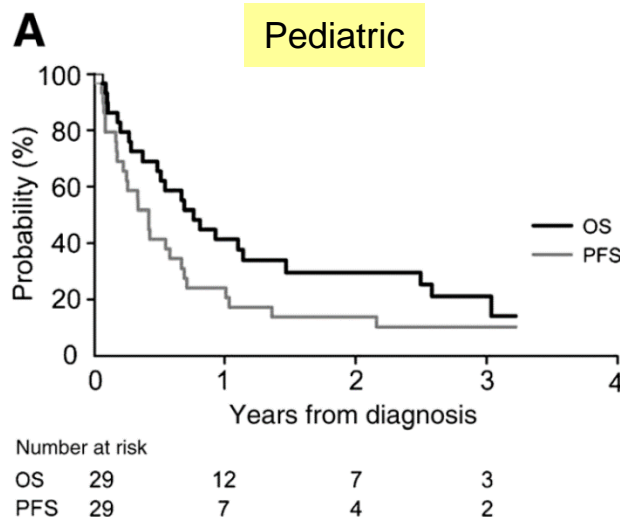 A
Pediatric
Probability (%)
100
80
60
40
20
0
0 1 2 3 4
Years from diagnosis
OS
PFS
Number at risk
OS 29 12 7 3
PFS 29 7 4 2